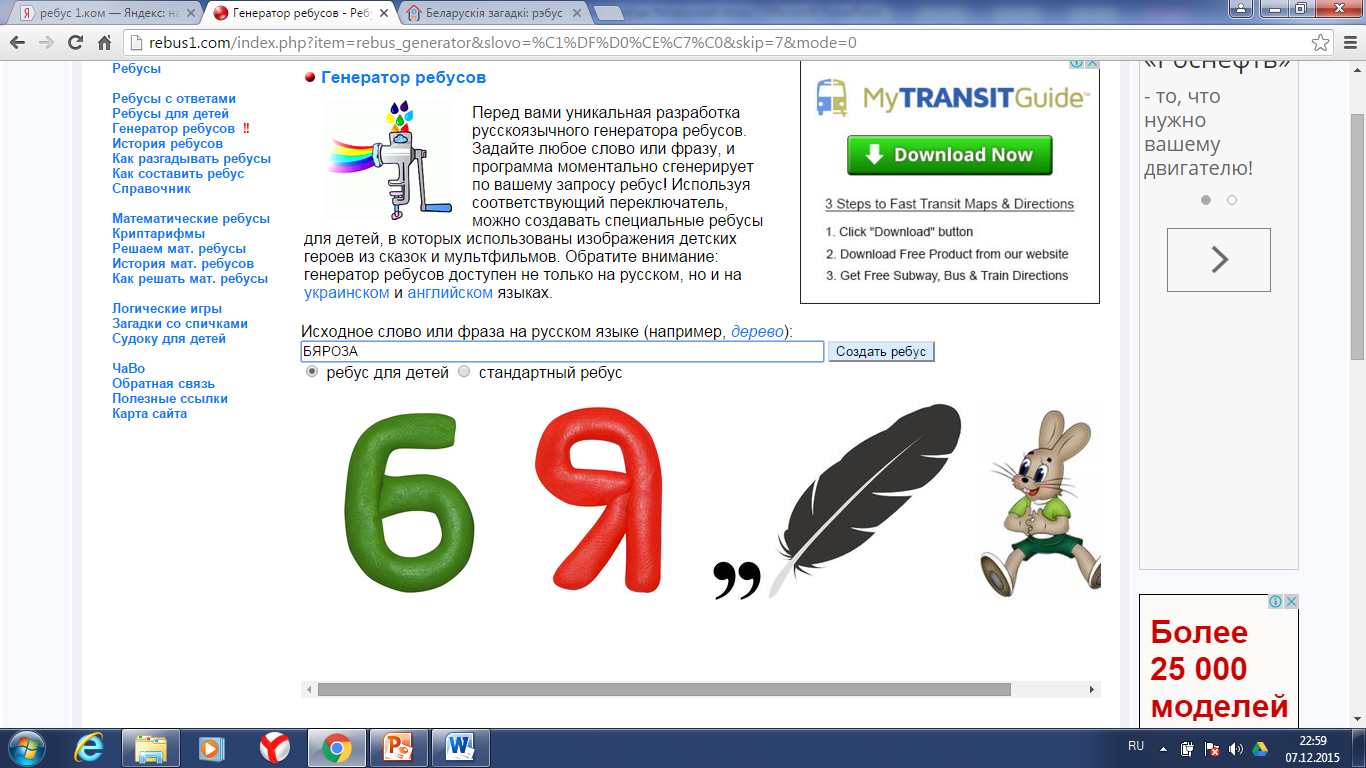 ребус 1.ком — Яндекс: на
Генератор ребусов - Реб
Беларускія загадкі: рэбус
rebus1.com/index.php?item=rebus_generator&slovo=%C1%DF%D0%CE%C7%C0&skip=7&mode=0
Ребусы
Ребусы с ответами
Ребусы для детей
Генератор ребусов !!
История ребусов
Как разгадывать ребусы
Как составить ребус
Справочник
Математические ребусы
Криптарифмы
Решаем мат. ребусы
История мат. ребусов
Как решать мат. ребусы
Логические игры
Загадки со спичками
Судоку для детей
ЧаВо
Обратная связь
Полезные ссылки
Карта сайта
Генератор ребусов
Перед вами уникальная разработка
русскоязычного генератора ребусов.
Задайте любое слово или фразу, и
программа моментально сгенерирует
по вашему запросу ребус! Используя
соответствующий переключатель,
можно создавать специальные ребусы
для детей, в которых использованы изображения детских
героев из сказок и мультфильмов. Обратите внимание:
генератор ребусов доступен не только на русском, но и на
украинском и английском языках.
Исходное слово или фраза на русском языке (например, дерево):
БЯРОЗА
Создать ребус
ребус для детей стандартный ребус
Б Я ,,
MyTRANSITGuide™
Download Now
3 Steps to Fast Transit Maps & Directions
1. Click "Download" button
2. Download Free Product from our website
3. Get Free Subway, Bus & Train Directions
«Роснефть»
- то, что
нужно
вашему
двигателю!
Более
25 000
моделей
RU
22:59
07.12.2015